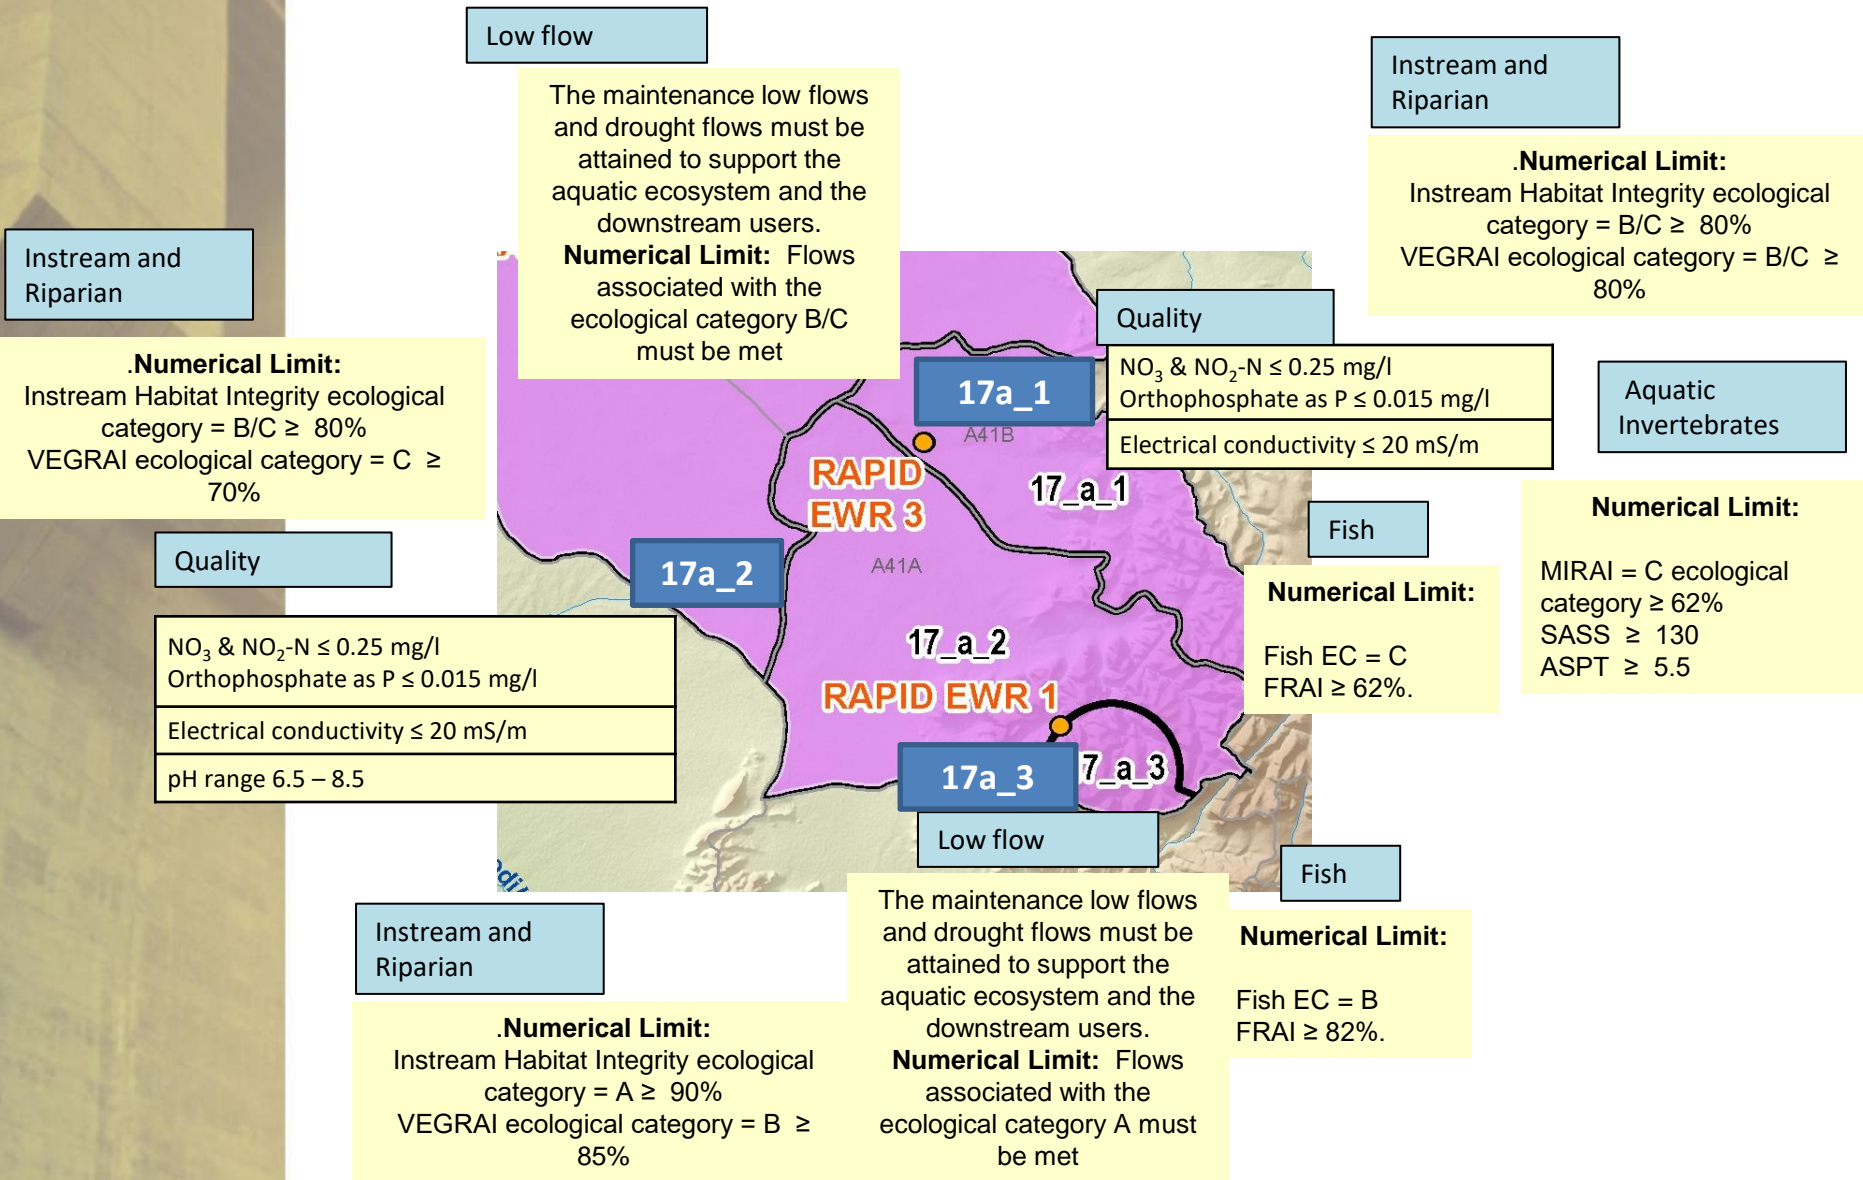 Low flow
The maintenance low flows
and drought flows must be
attained to support the
aquatic ecosystem and the
downstream users.
Numerical Limit:  Flows
associated with the
ecological category B/C
must be met
Instream and
Riparian
.Numerical Limit:
Instream Habitat Integrity ecological
category = B/C ≥  80%
VEGRAI ecological category = B/C  ≥
80%
Instream and
Riparian
.Numerical Limit:
Instream Habitat Integrity ecological
category = B/C ≥  80%
VEGRAI ecological category = C  ≥
70%
Quality
NO3 & NO2-N ≤ 0.25 mg/l
Orthophosphate as P ≤ 0.015 mg/l
Electrical conductivity ≤ 20 mS/m
17a_1
A41B
17_a_1
RAPID
EWR 3
Aquatic
Invertebrates
Numerical Limit:
MIRAI = C ecological
category ≥ 62%
SASS  ≥  130
ASPT  ≥  5.5
Fish
Numerical Limit:
Fish EC = C
FRAI ≥ 62%.
Quality
NO3 & NO2-N ≤ 0.25 mg/l
Orthophosphate as P ≤ 0.015 mg/l
Electrical conductivity ≤ 20 mS/m
pH range 6.5 – 8.5
17a_2
A41A
17_a_2
RAPID EWR 1
17a_3
7_a_3
Low flow
The maintenance low flows
and drought flows must be
attained to support the
aquatic ecosystem and the
downstream users.
Numerical Limit:  Flows
associated with the
ecological category A must
be met
Fish
Numerical Limit:
Fish EC = B
FRAI ≥ 82%.
Instream and
Riparian
.Numerical Limit:
Instream Habitat Integrity ecological
category = A ≥  90%
VEGRAI ecological category = B  ≥
85%